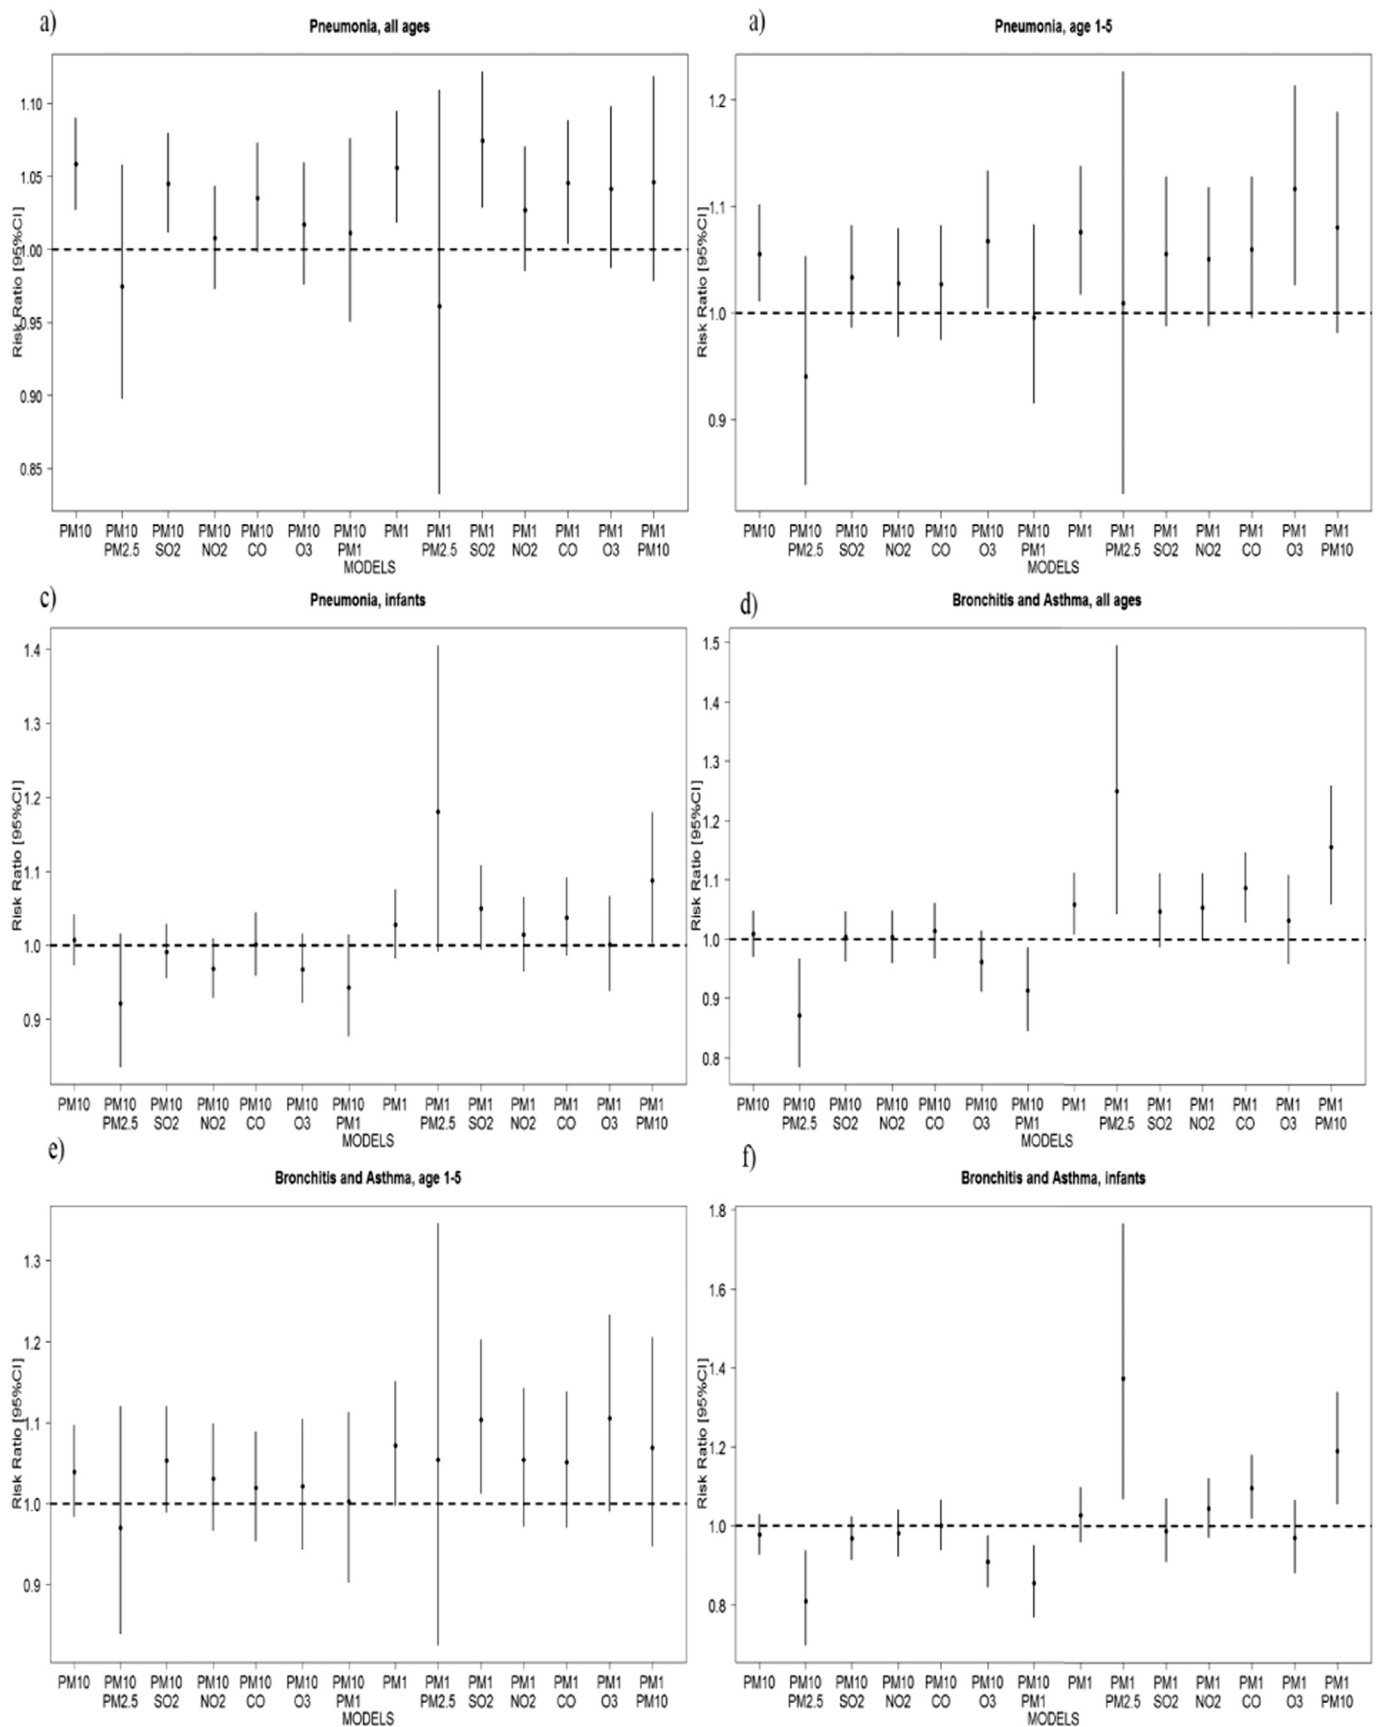 a)
Pneumonia, all ages
Risk Ratio [95%CI]
1.10
1.05
1.00
0.95
0.90
0.85
PM10 PM10 PM10 PM10 PM10 PM10 PM10 PM1 PM1 PM1 PM1 PM1 PM1 PM1
PM2.5 SO2 NO2 CO O3 PM1 PM2.5 SO2 NO2 CO O3 PM10
MODELS
a)
Pneumonia, age 1-5
Risk Ratio [95%CI]
1.2
1.1
1.0
0.9
PM10 PM10 PM10 PM10 PM10 PM10 PM10 PM1 PM1 PM1 PM1 PM1 PM1 PM1
PM2.5 SO2 NO2 CO O3 PM1 PM2.5 SO2 NO2 CO O3 PM10
MODELS
c)
Pneumonia, infants
Risk Ratio [95%CI]
1.4
1.3
1.2
1.1
1.0
0.9
PM10 PM10 PM10 PM10 PM10 PM10 PM10 PM1 PM1 PM1 PM1 PM1 PM1 PM1
PM2.5 SO2 NO2 CO O3 PM1 PM2.5 SO2 NO2 CO O3 PM10
MODELS
d)
Bronchitis and Asthma, all ages
Risk Ratio [95%CI]
1.5
1.4
1.3
1.2
1.1
1.0
0.9
0.8
PM10 PM10 PM10 PM10 PM10 PM10 PM10 PM1 PM1 PM1 PM1 PM1 PM1 PM1
PM2.5 SO2 NO2 CO O3 PM1 PM2.5 SO2 NO2 CO O3 PM10
MODELS
e)
Bronchitis and Asthma, age 1-5
Risk Ratio [95%CI]
1.3
1.2
1.1
1.0
0.9
PM10 PM10 PM10 PM10 PM10 PM10 PM10 PM1 PM1 PM1 PM1 PM1 PM1 PM1
PM2.5 SO2 NO2 CO O3 PM1 PM2.5 SO2 NO2 CO O3 PM10
MODELS
f)
Bronchitis and Asthma, infants
Risk Ratio [95%CI]
1.8
1.6
1.4
1.2
1.0
0.8
PM10 PM10 PM10 PM10 PM10 PM10 PM10 PM1 PM1 PM1 PM1 PM1 PM1 PM1
PM2.5 SO2 NO2 CO O3 PM1 PM2.5 SO2 NO2 CO O3 PM10
MODELS